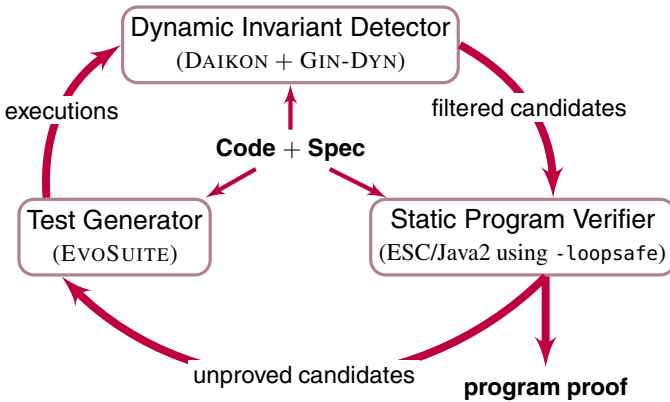 Dynamic Invariant Detector
(DAIKON + GIN-DYN)
executions
filtered candidates
Code + Spec
Test Generator
(EVOSUITE)
Static Program Verifier
(ESC/Java2 using -loopsafe)
unproved candidates
program proof